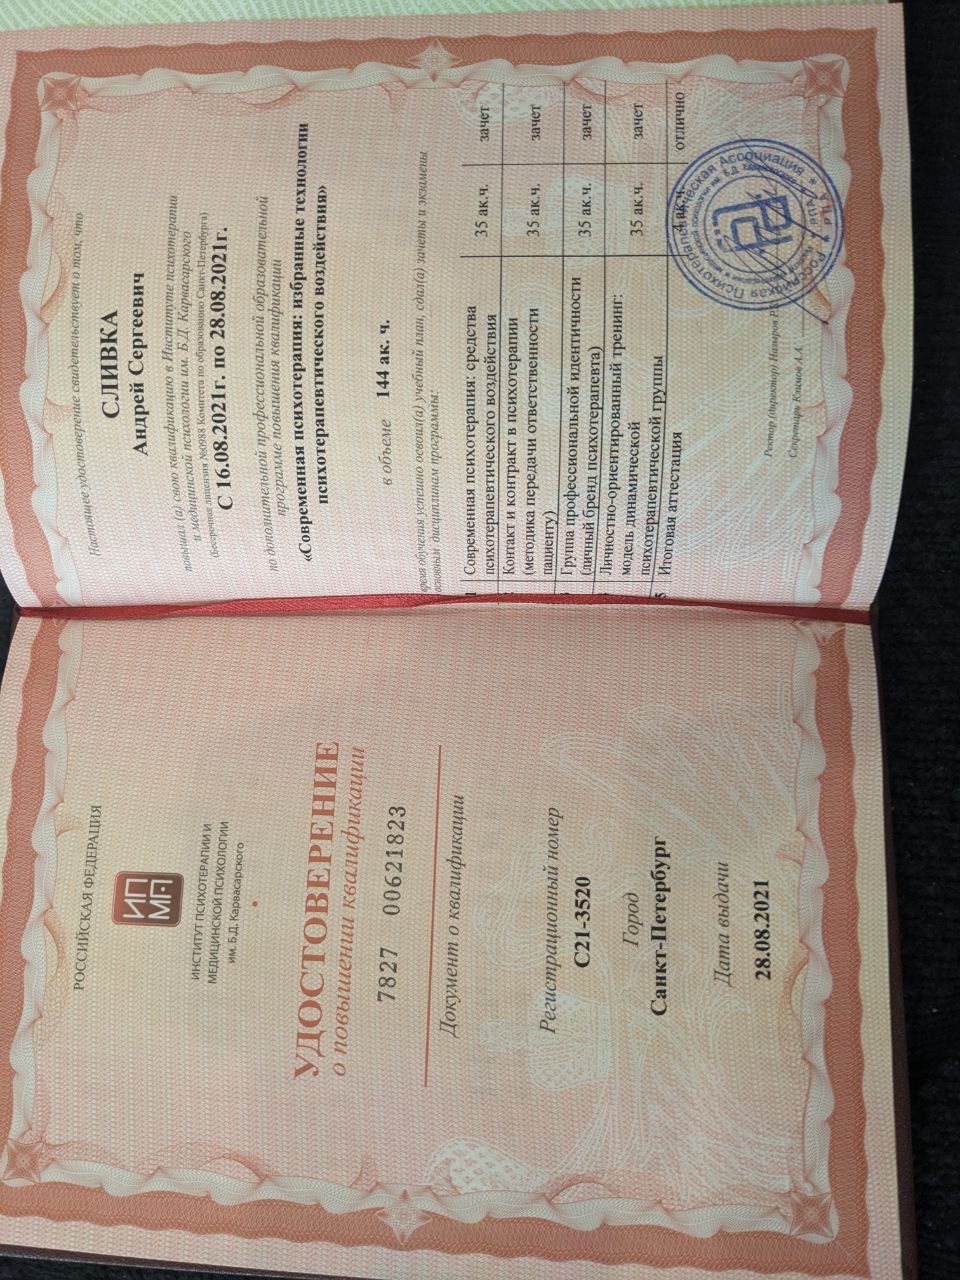 РОССИЙСКАЯ ФЕДЕРАЦИЯ
ИП
МП
ИНСТИТУТ ПСИХОТЕРАПИИ И
МЕДИЦИНСКОЙ ПСИХОЛОГИИ
им. Б.Д. Карвасарского
УДОСТОВЕРЕНИЕ
о повышении квалификации
7827 00621823
Документ о квалификации
Регистрационный номер
С21-3520
Город
Санкт-Петербург
Дата выдачи
28.08.2021
Настоящее удостоверение свидетельствует о том, что
СЛИВКА
Андрей Сергеевич
повышал (а) свою квалификацию в Институте психотерапии
и медицинской психологии им. Б.Д. Карвасарского
(Бессрочная лицензия №0988 Комитета по образованию Санкт-Петербурга)
С 16.08.2021г. по 28.08.2021г.
по дополнительной профессиональной образовательной
программе повышения квалификации
«Современная психотерапия: избранные технологии
психотерапевтического воздействия»
в объеме 144 ак. ч.
время обучения успешно освоил(а) учебный план, сдал(а) зачеты и экзамены
основным дисциплинам программы:
1 Современная психотерапия: средства
психотерапевтического воздействия 35 ак.ч. зачет
Контакт и контракт в психотерапии
(методика передачи ответственности 35 ак.ч. зачет
пациенту)
Группа профессиональной идентичности
(личный бренд психотерапевта) 35 ак.ч. зачет
Личностно-ориентированный тренинг:
модель динамической 35 ак.ч. зачет
психотерапевтической группы
5 Итоговая аттестация 4 ак.ч. отлично
Ректор (директор) Назыров Р.К.
Секретарь Климов А.А.
Российская Психотерапевтическая Ассоциация
* РПА *